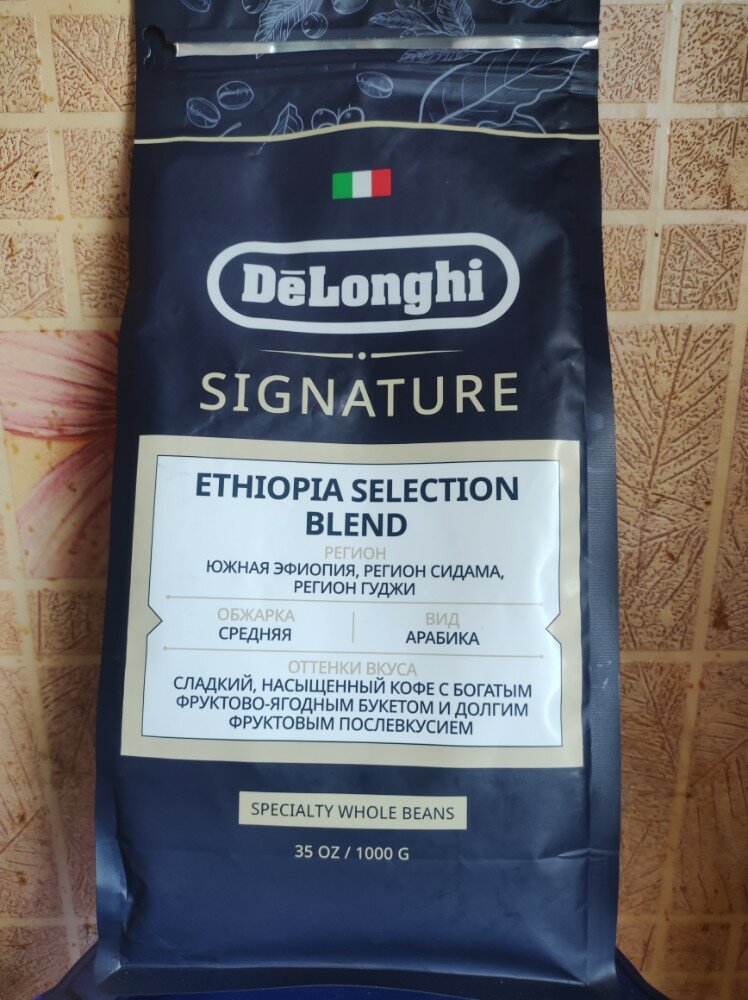 DēLonghi
SIGNATURE
ETHIOPIA SELECTION
BLEND
РЕГИОН
ЮЖНАЯ ЭФИОПИЯ, РЕГИОН СИДАМА,
РЕГИОН ГУДЖИ
ОБЖАРКА
СРЕДНЯЯ
ВИД
АРАБИКА
ОТТЕНКИ ВКУСА
СЛАДКИЙ, НАСЫЩЕННЫЙ КОФЕ С БОГАТЫМ
ФРУКТОВО-ЯГОДНЫМ БУКЕТОМ И ДОЛГИМ
ФРУКТОВЫМ ПОСЛЕВКУСИЕМ
SPECIALTY WHOLE BEANS
35 OZ / 1000 G